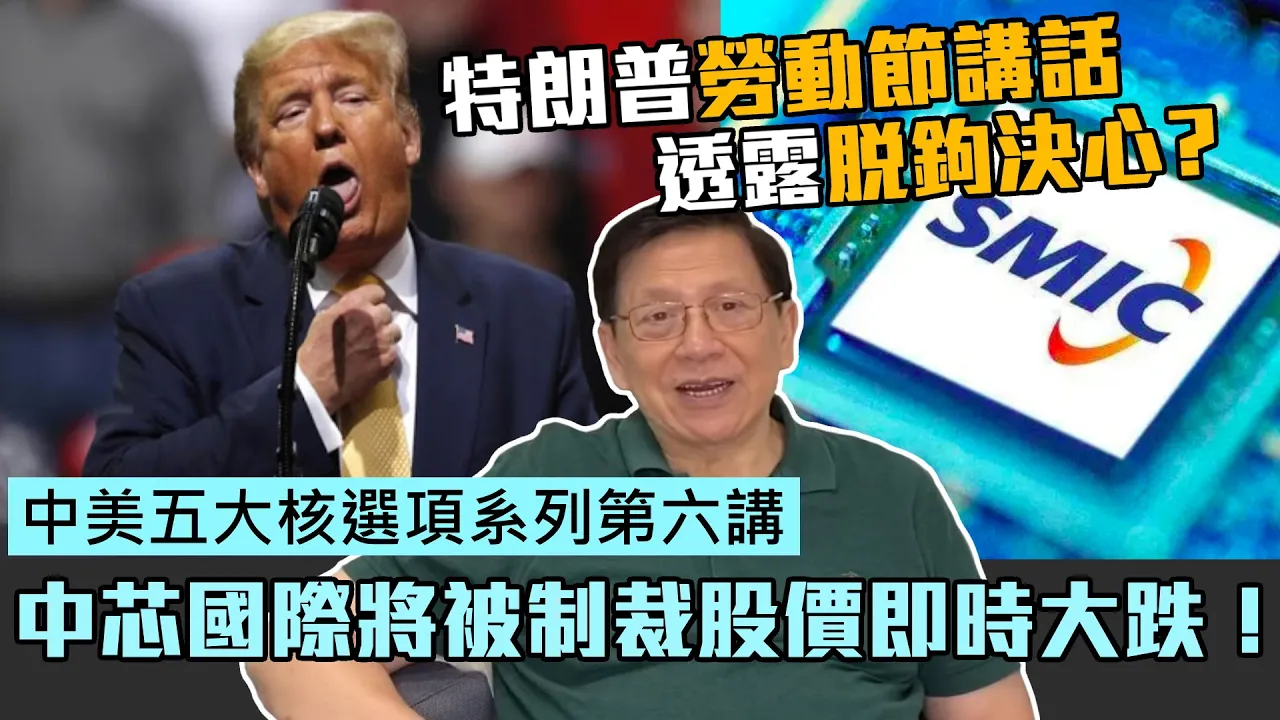 特朗普勞動節講話
透露脱鈎決心?
SMIC
中美五大核選項系列第六講
中芯國際將被制裁股價即時大跌！